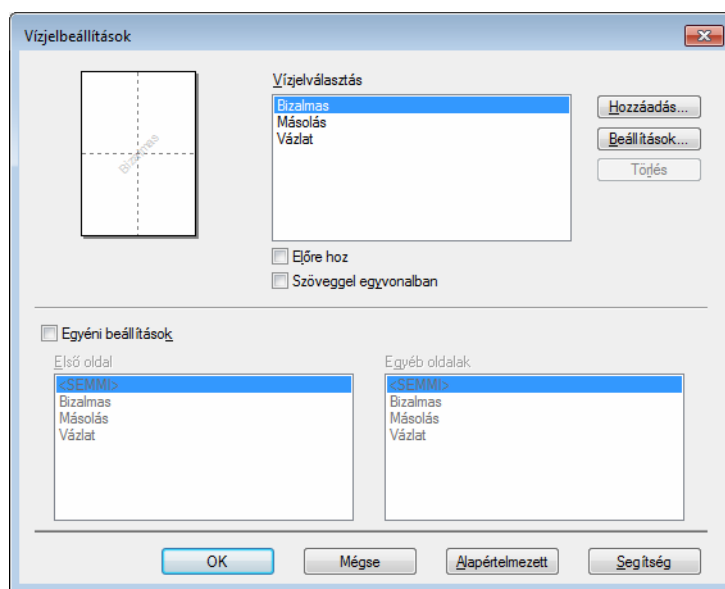 Vízjelbeállítások
Vízjelválasztás
Bizalmas
Másolás
Vázlat
Hozzáadás...
Beállítások...
Törlés
Bizalmas
Előre hoz
Szöveggel egyvonalban
Egyéni beállítások
Első oldal
<SEMMI>
Bizalmas
Másolás
Vázlat
Egyéb oldalak
<SEMMI>
Bizalmas
Másolás
Vázlat
OK
Mégse
Alapértelmezett
Segítség